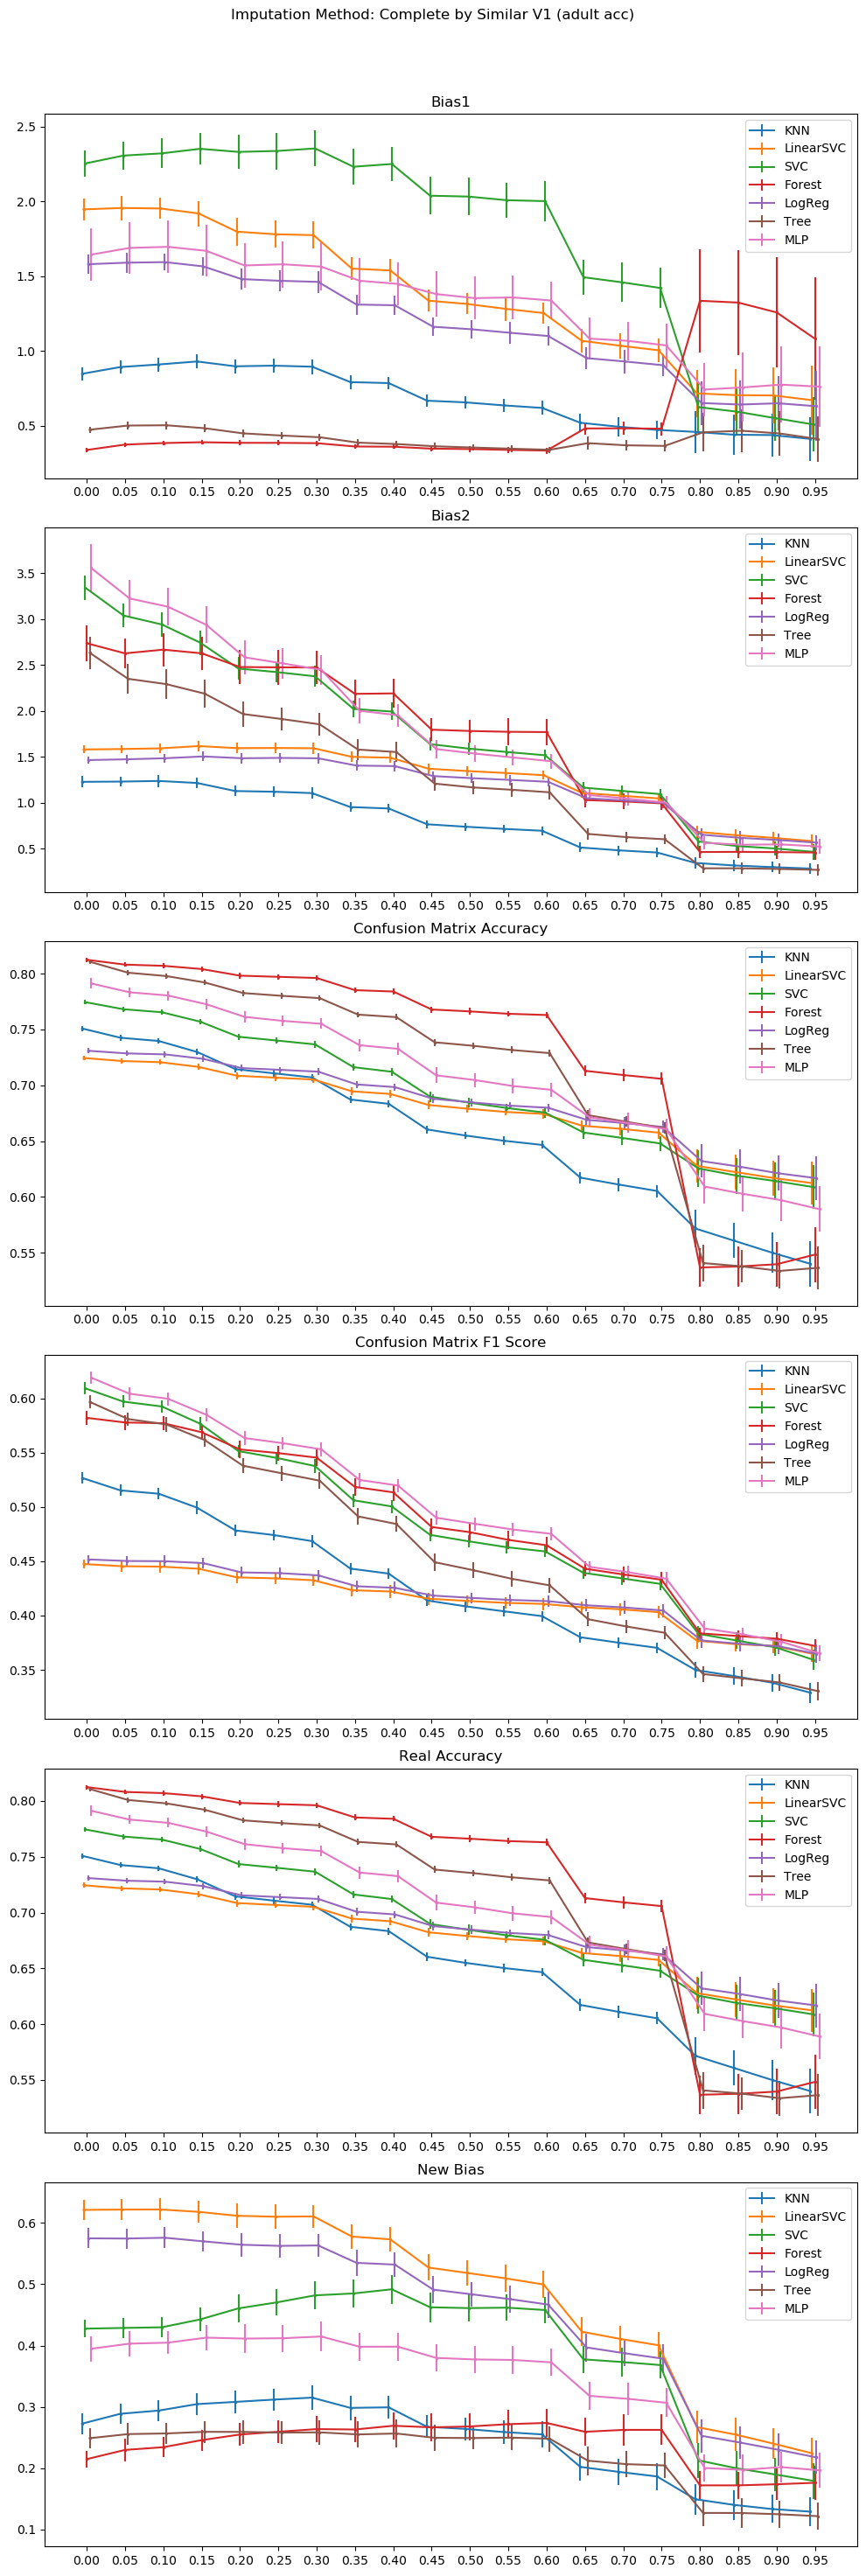 Imputation Method: Complete by Similar V1 (adult acc)
Bias1
2.5
2.0
1.5
1.0
0.5
KNN
LinearSVC
SVC
Forest
LogReg
Tree
MLP
0.00 0.05 0.10 0.15 0.20 0.25 0.30 0.35 0.40 0.45 0.50 0.55 0.60 0.65 0.70 0.75 0.80 0.85 0.90 0.95
Bias2
3.5
3.0
2.5
2.0
1.5
1.0
0.5
KNN
LinearSVC
SVC
Forest
LogReg
Tree
MLP
0.00 0.05 0.10 0.15 0.20 0.25 0.30 0.35 0.40 0.45 0.50 0.55 0.60 0.65 0.70 0.75 0.80 0.85 0.90 0.95
Confusion Matrix Accuracy
0.80
0.75
0.70
0.65
0.60
0.55
KNN
LinearSVC
SVC
Forest
LogReg
Tree
MLP
0.00 0.05 0.10 0.15 0.20 0.25 0.30 0.35 0.40 0.45 0.50 0.55 0.60 0.65 0.70 0.75 0.80 0.85 0.90 0.95
Confusion Matrix F1 Score
0.60
0.55
0.50
0.45
0.40
0.35
KNN
LinearSVC
SVC
Forest
LogReg
Tree
MLP
0.00 0.05 0.10 0.15 0.20 0.25 0.30 0.35 0.40 0.45 0.50 0.55 0.60 0.65 0.70 0.75 0.80 0.85 0.90 0.95
Real Accuracy
0.80
0.75
0.70
0.65
0.60
0.55
KNN
LinearSVC
SVC
Forest
LogReg
Tree
MLP
0.00 0.05 0.10 0.15 0.20 0.25 0.30 0.35 0.40 0.45 0.50 0.55 0.60 0.65 0.70 0.75 0.80 0.85 0.90 0.95
New Bias
0.6
0.5
0.4
0.3
0.2
0.1
KNN
LinearSVC
SVC
Forest
LogReg
Tree
MLP
0.00 0.05 0.10 0.15 0.20 0.25 0.30 0.35 0.40 0.45 0.50 0.55 0.60 0.65 0.70 0.75 0.80 0.85 0.90 0.95